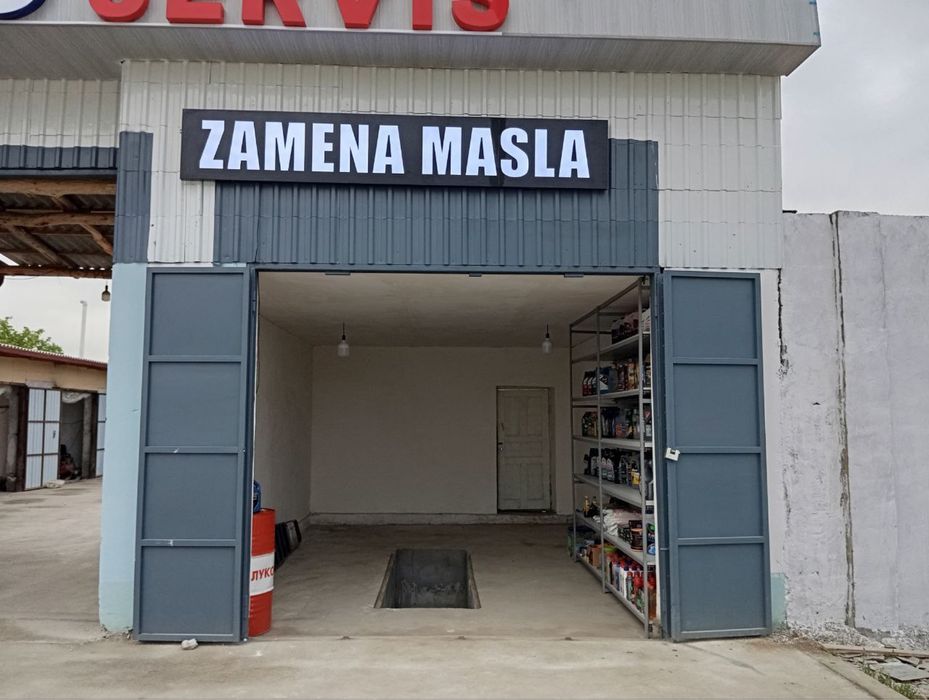 SERVIS
ZAMENA MASLA
ЛУКО